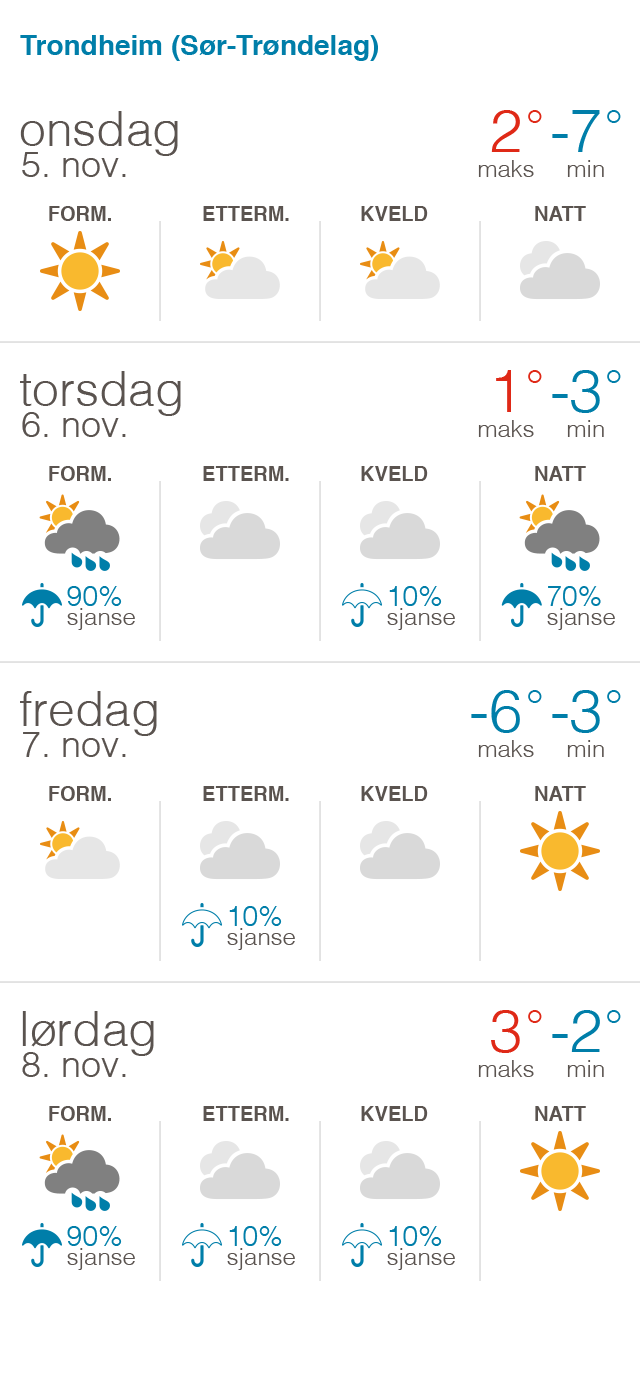 Trondheim (Sør-Trøndelag)
onsdag 2° -7°
5. nov. maks min
FORM. ETTERM. KVELD NATT
torsdag 1° -3°
6. nov. maks min
FORM. ETTERM. KVELD NATT
90% 10% 70%
sjanse sjanse sjanse
fredag -6° -3°
7. nov. maks min
FORM. ETTERM. KVELD NATT
10%
sjanse
lørdag 3° -2°
8. nov. maks min
FORM. ETTERM. KVELD NATT
90% 10% 10%
sjanse sjanse sjanse